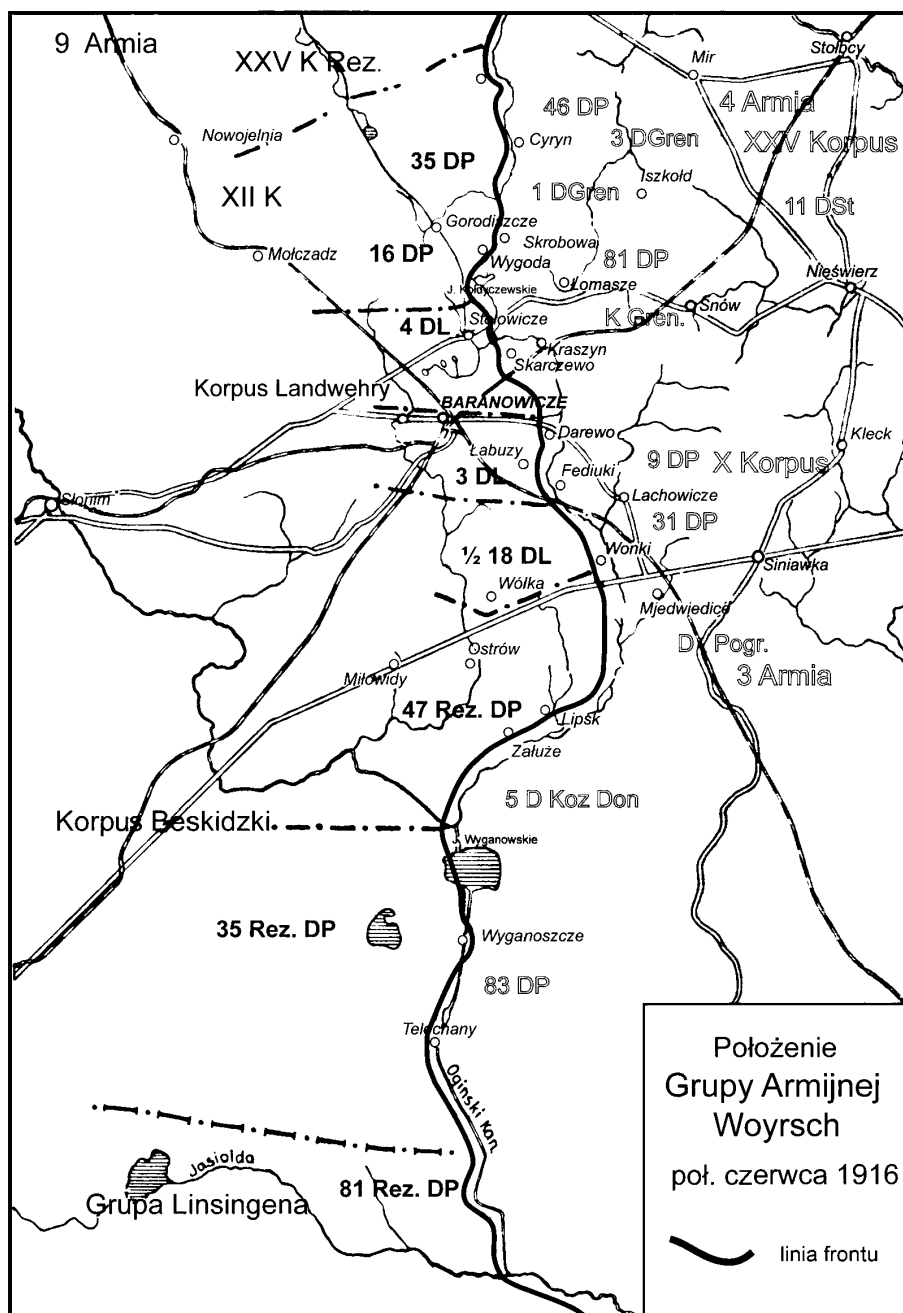 9 Armia
XXV K Rez.
Stołbcy
Mir
4 Armia
46 DP
3 DGren
XXV Korpus
Nowojelnia
Cyryn
35 DP
Iszkołd
XII K
1 DGren
11 DSt
Gorodiszcze
Skrobowa
16 DP
Wygoda
81 DP
Mołczadz
Nieświerz
J. Kołdyczewskie
Łomasze
Snów
4 DL
Stołowicze
K Gren.
Kraszyn
Skarczewo
Korpus Landwehry
BARANOWICZE
Darewo
Kleck
Łabuzy
9 DP
X Korpus
3 DL
Fediuki
Słonim
Lachowicze
31 DP
½ 18 DL
Wonki
Siniawka
Wólka
Mjedwiedicé
Ostrów
D. Pogr.
Miłowidy
3 Armia
47 Rez. DP
Lipsk
Załuże
5 D Koz Don
Korpus Beskidzki
J. Wyganowskie
35 Rez. DP
Wyganoszcze
83 DP
Telechany
Oginski Kan.
Jasiolda
81 Rez. DP
Grupa Linsingena
Położenie
Grupy Armijnej
Woyrsch
poł. czerwca 1916
linia frontu